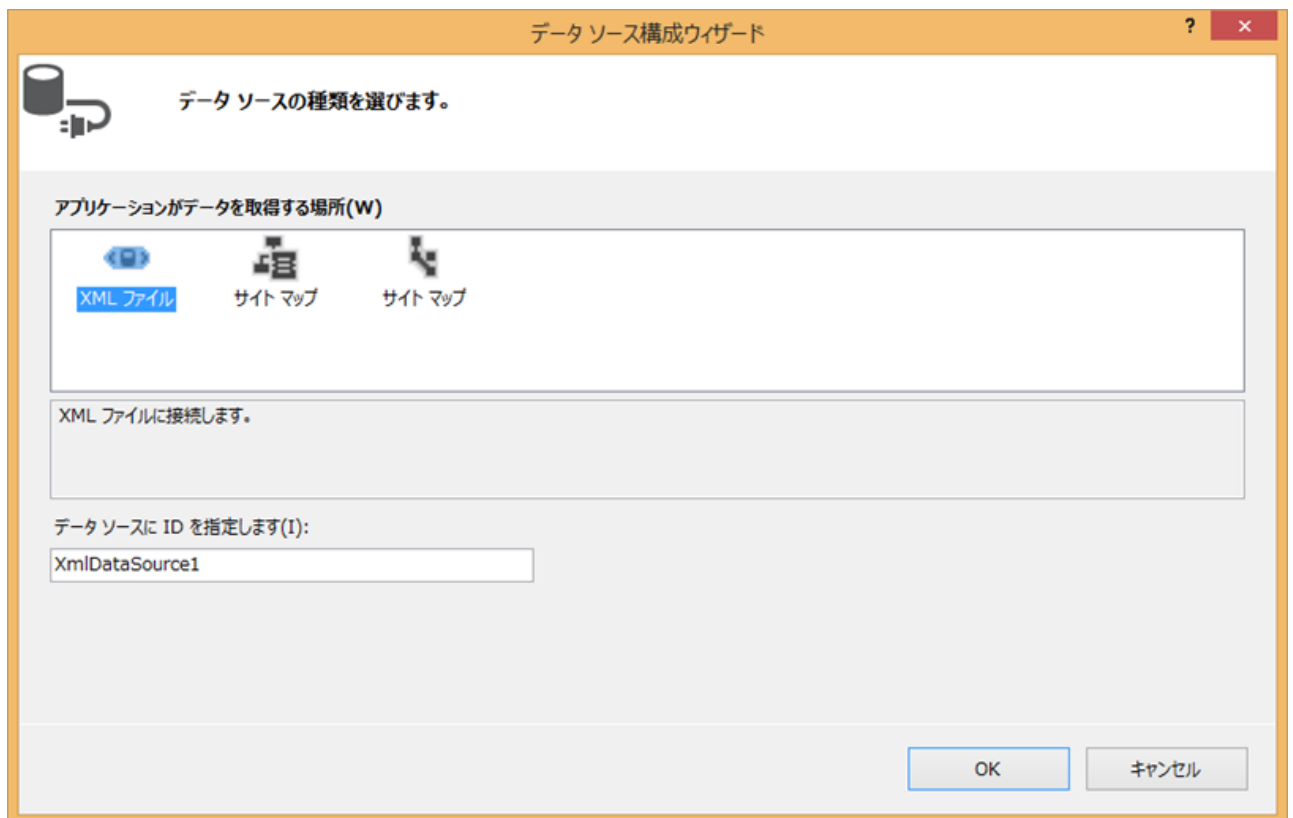 データ ソース構成ウィザード
?
データ ソースの種類を選びます。
アプリケーションがデータを取得する場所(W)
XML ファイル
サイト マップ
サイト マップ
XML ファイルに接続します。
データ ソースに ID を指定します(I):
XmlDataSource1
OK
キャンセル